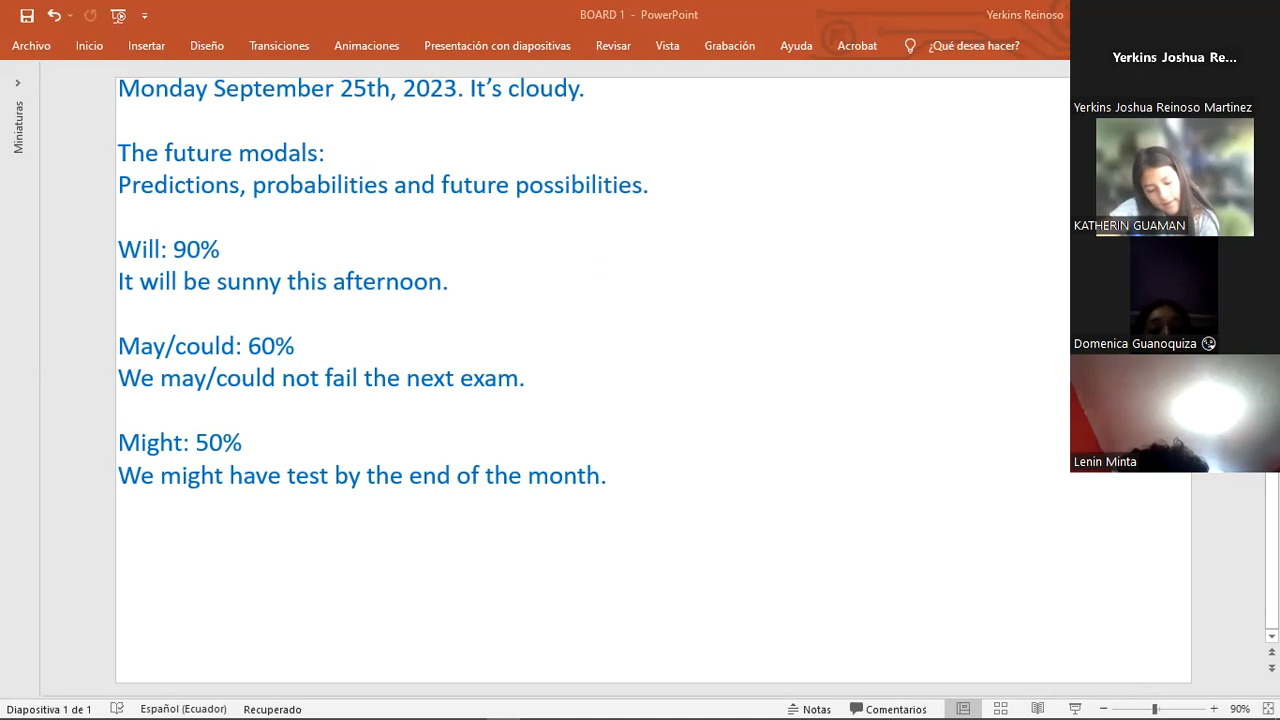 BOARD 1 - PowerPoint
Yerkins Reinoso
Archivo Inicio Insertar Diseño Transiciones Animaciones Presentación con diapositivas Revisar Vista Grabación Ayuda Acrobat ¿Qué desea hacer?
Miniaturas
Monday September 25th, 2023. It's cloudy.
The future modals:
Predictions, probabilities and future possibilities.
Will: 90%
It will be sunny this afternoon.
May/could: 60%
We may/could not fail the next exam.
Might: 50%
We might have test by the end of the month.
Yerkins Joshua Re...
Yerkins Joshua Reinoso Martinez
KATHERIN GUAMAN
Domenica Guanoquiza
Lenin Minta
Diapositiva 1 de 1 Español (Ecuador) Recuperado Notas Comentarios 90%